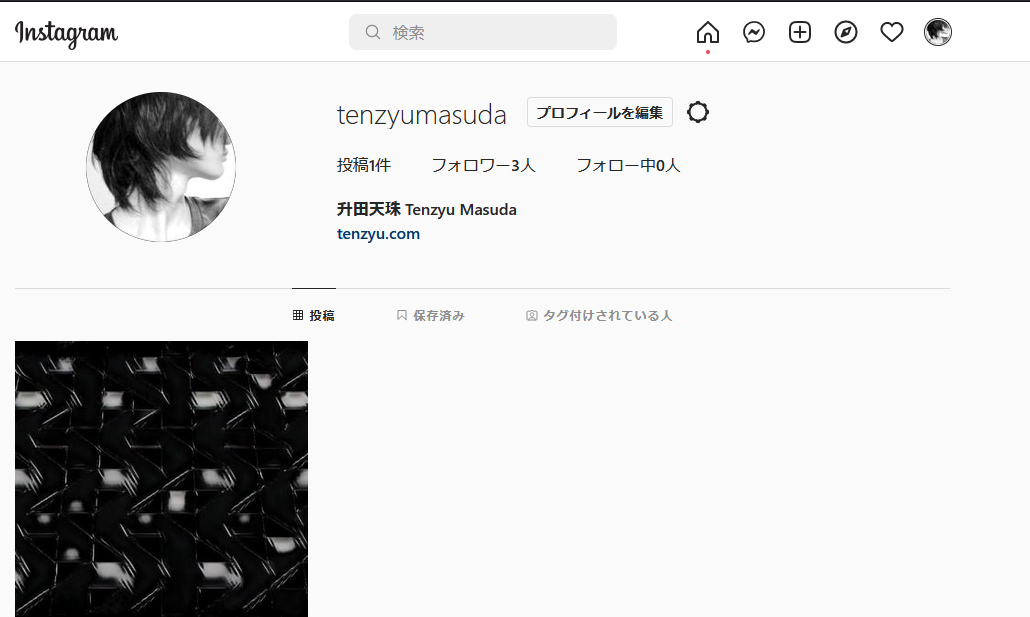 Instagram
検索
tenzyumasuda
プロフィールを編集
投稿1件 フォロワー3人 フォロー中0人
升田天珠 Tenzyu Masuda
tenzyu.com
投稿 保存済み タグ付けされている人